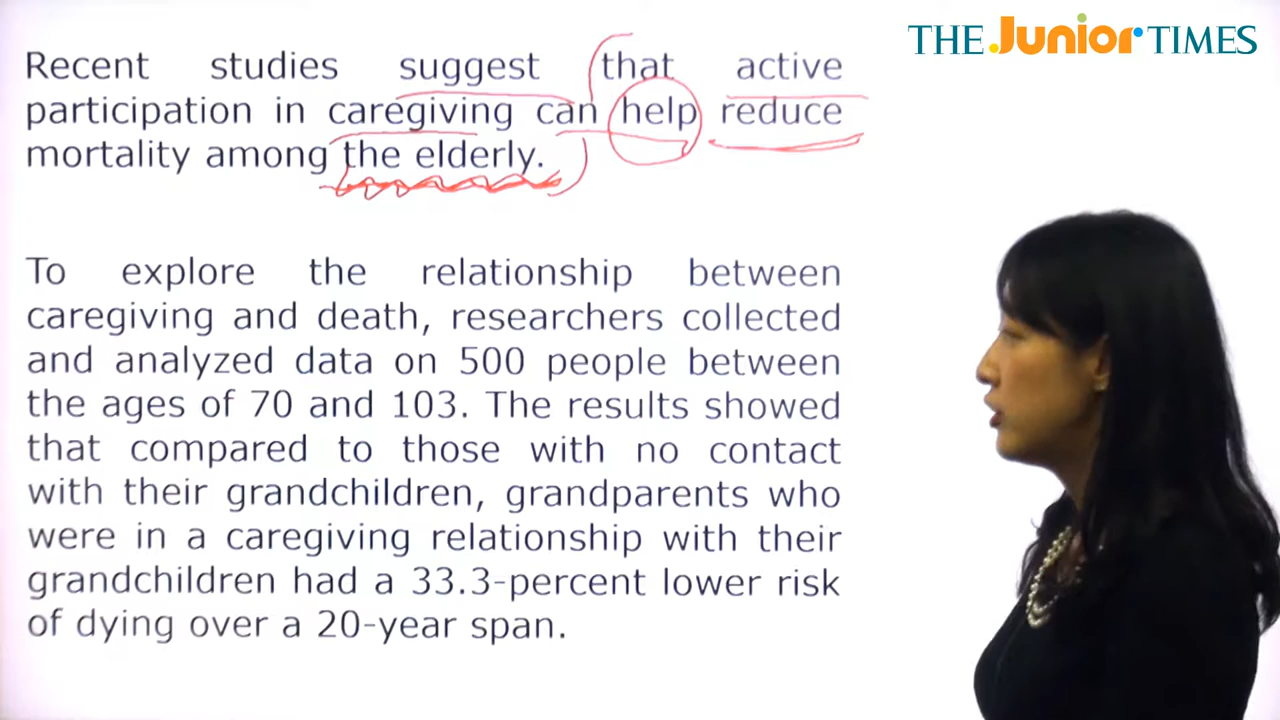 THE Junior TIMES
Recent studies suggest that active
participation in caregiving can help reduce
mortality among the elderly.
To explore the relationship between
caregiving and death, researchers collected
and analyzed data on 500 people between
the ages of 70 and 103. The results showed
that compared to those with no contact
with their grandchildren, grandparents who
were in a caregiving relationship with their
grandchildren had a 33.3-percent lower risk
of dying over a 20-year span.